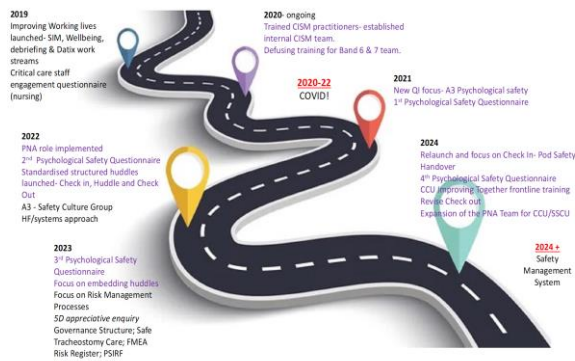 2019
Improving Working lives
launched- SIM, Wellbeing,
debriefing & Datix work
streams
Critical care staff
engagement questionnaire
(nursing)
2020- ongoing
Trained CISM practitioners- established
internal CISM team.
Defusing training for Band 6 & 7 team.
2020-22
COVID!
2021
New QI focus- A3 Psychological safety
1st Psychological Safety Questionnaire
2022
PNA role implemented
2nd Psychological Safety Questionnaire
Standardised structured huddles
launched- Check in, Huddle and Check
Out
A3 - Safety Culture Group
HF/systems approach
2023
3rd Psychological Safety
Questionnaire
Focus on embedding huddles
Focus on Risk Management
Processes
5D appreciative enquiry
Governance Structure; Safe
Tracheostomy Care; FMEA
Risk Register; PSIRF
2024
Relaunch and focus on Check In- Pod Safety
Handover
4th Psychological Safety Questionnaire
CCU Improving Together frontline training
Revise Check out
Expansion of the PNA Team for CCU/SSCU
2024 +
Safety
Management
System